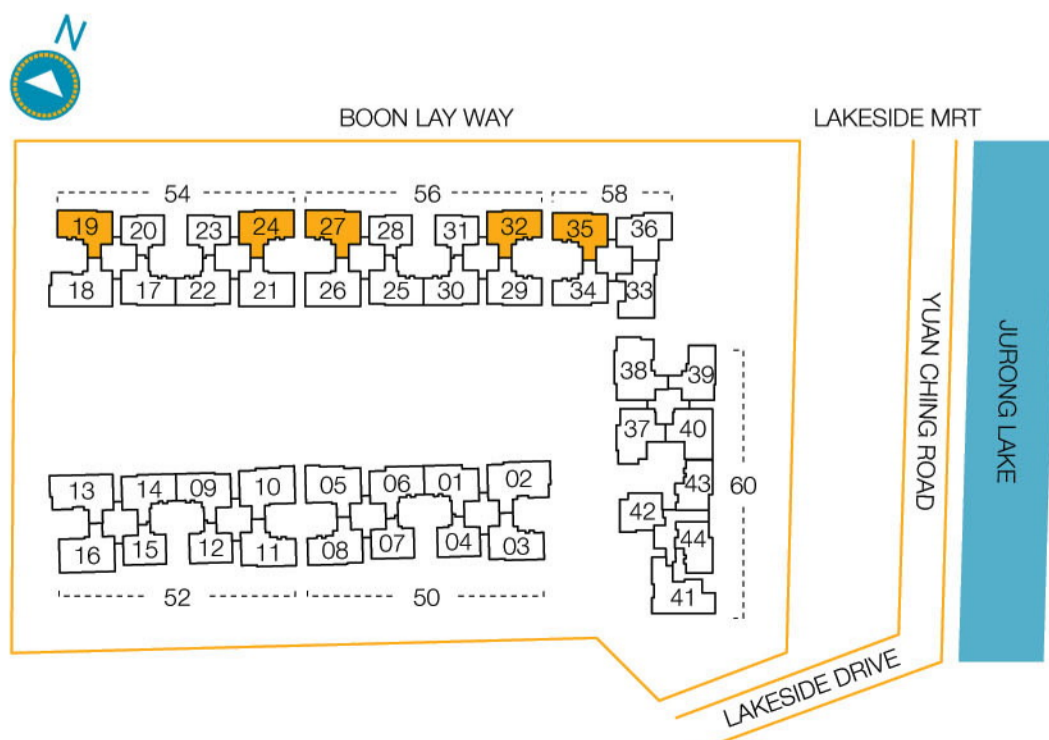 N
BOON LAY WAY
LAKESIDE MRT
54
56
58
19 20 23 24 27 28 31 32 35 36
18 17 22 21 26 25 30 29 34 33
38 39
37 40
YUAN CHING ROAD
JURONG LAKE
13 14 09 10 05 06 01 02
43
60
42
16 15 12 11 08 07 04 03
44
41
52
50
LAKESIDE DRIVE